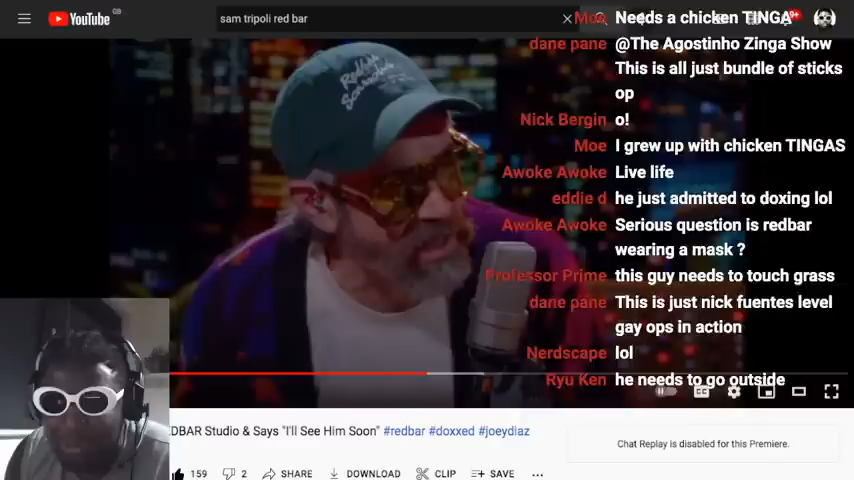 YouTube GB
sam tripoli red bar
9+
Moe Needs a chicken TINGA
dane pane @The Agostinho Zinga Show
This is all just bundle of sticks
op
Nick Bergin o!
Moe I grew up with chicken TINGAS
Awoke Awoke Live life
eddie d he just admitted to doxing lol
Awoke Awoke Serious question is redbar
wearing a mask ?
Professor Prime this guy needs to touch grass
dane pane This is just nick fuentes level
gay ops in action
Nerdscape lol
Ryu Ken he needs to go outside
DBAR Studio & Says "I'll See Him Soon" #redbar #doxxed #joeydiaz
Chat Replay is disabled for this Premiere.
159 2 SHARE DOWNLOAD CLIP SAVE